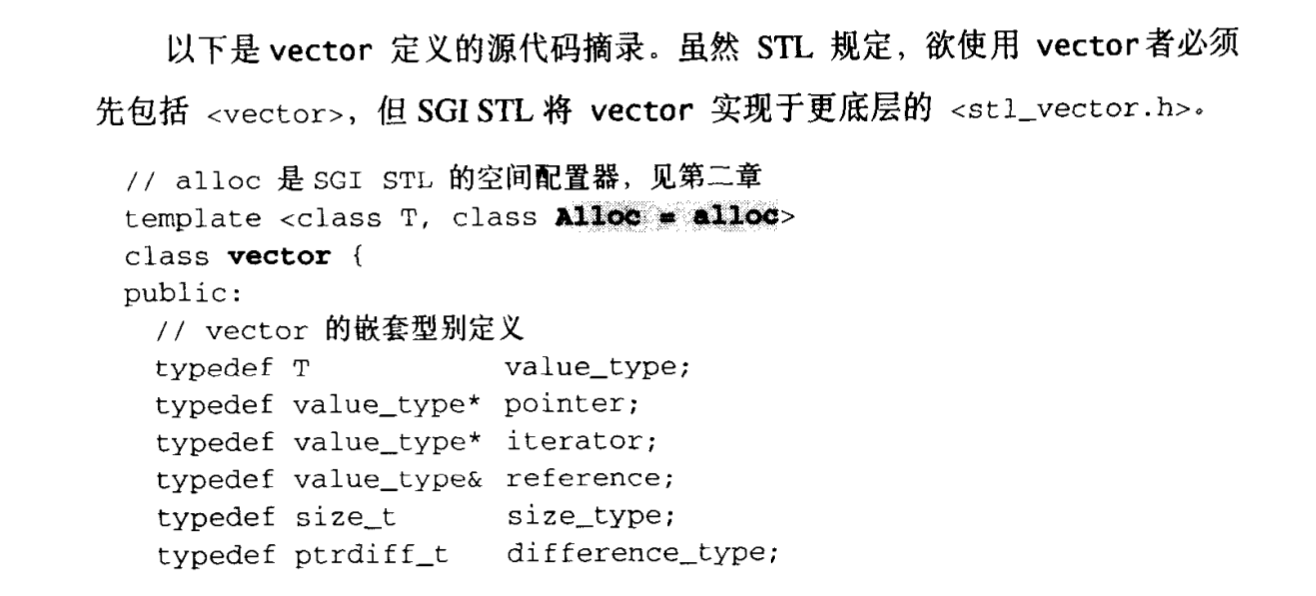 以下是 vector 定义的源代码摘录。虽然 STL 规定，欲使用 vector者必须
先包括 <vector>，但 SGI STL 将 vector 实现于更底层的 <stl_vector.h>。
// alloc 是 SGI STL 的空间配置器，见第二章
template <class T, class Alloc = alloc>
class vector {
public:
  // vector 的嵌套型别定义
  typedef T           value_type;
  typedef value_type* pointer;
  typedef value_type* iterator;
  typedef value_type& reference;
  typedef size_t      size_type;
  typedef ptrdiff_t   difference_type;